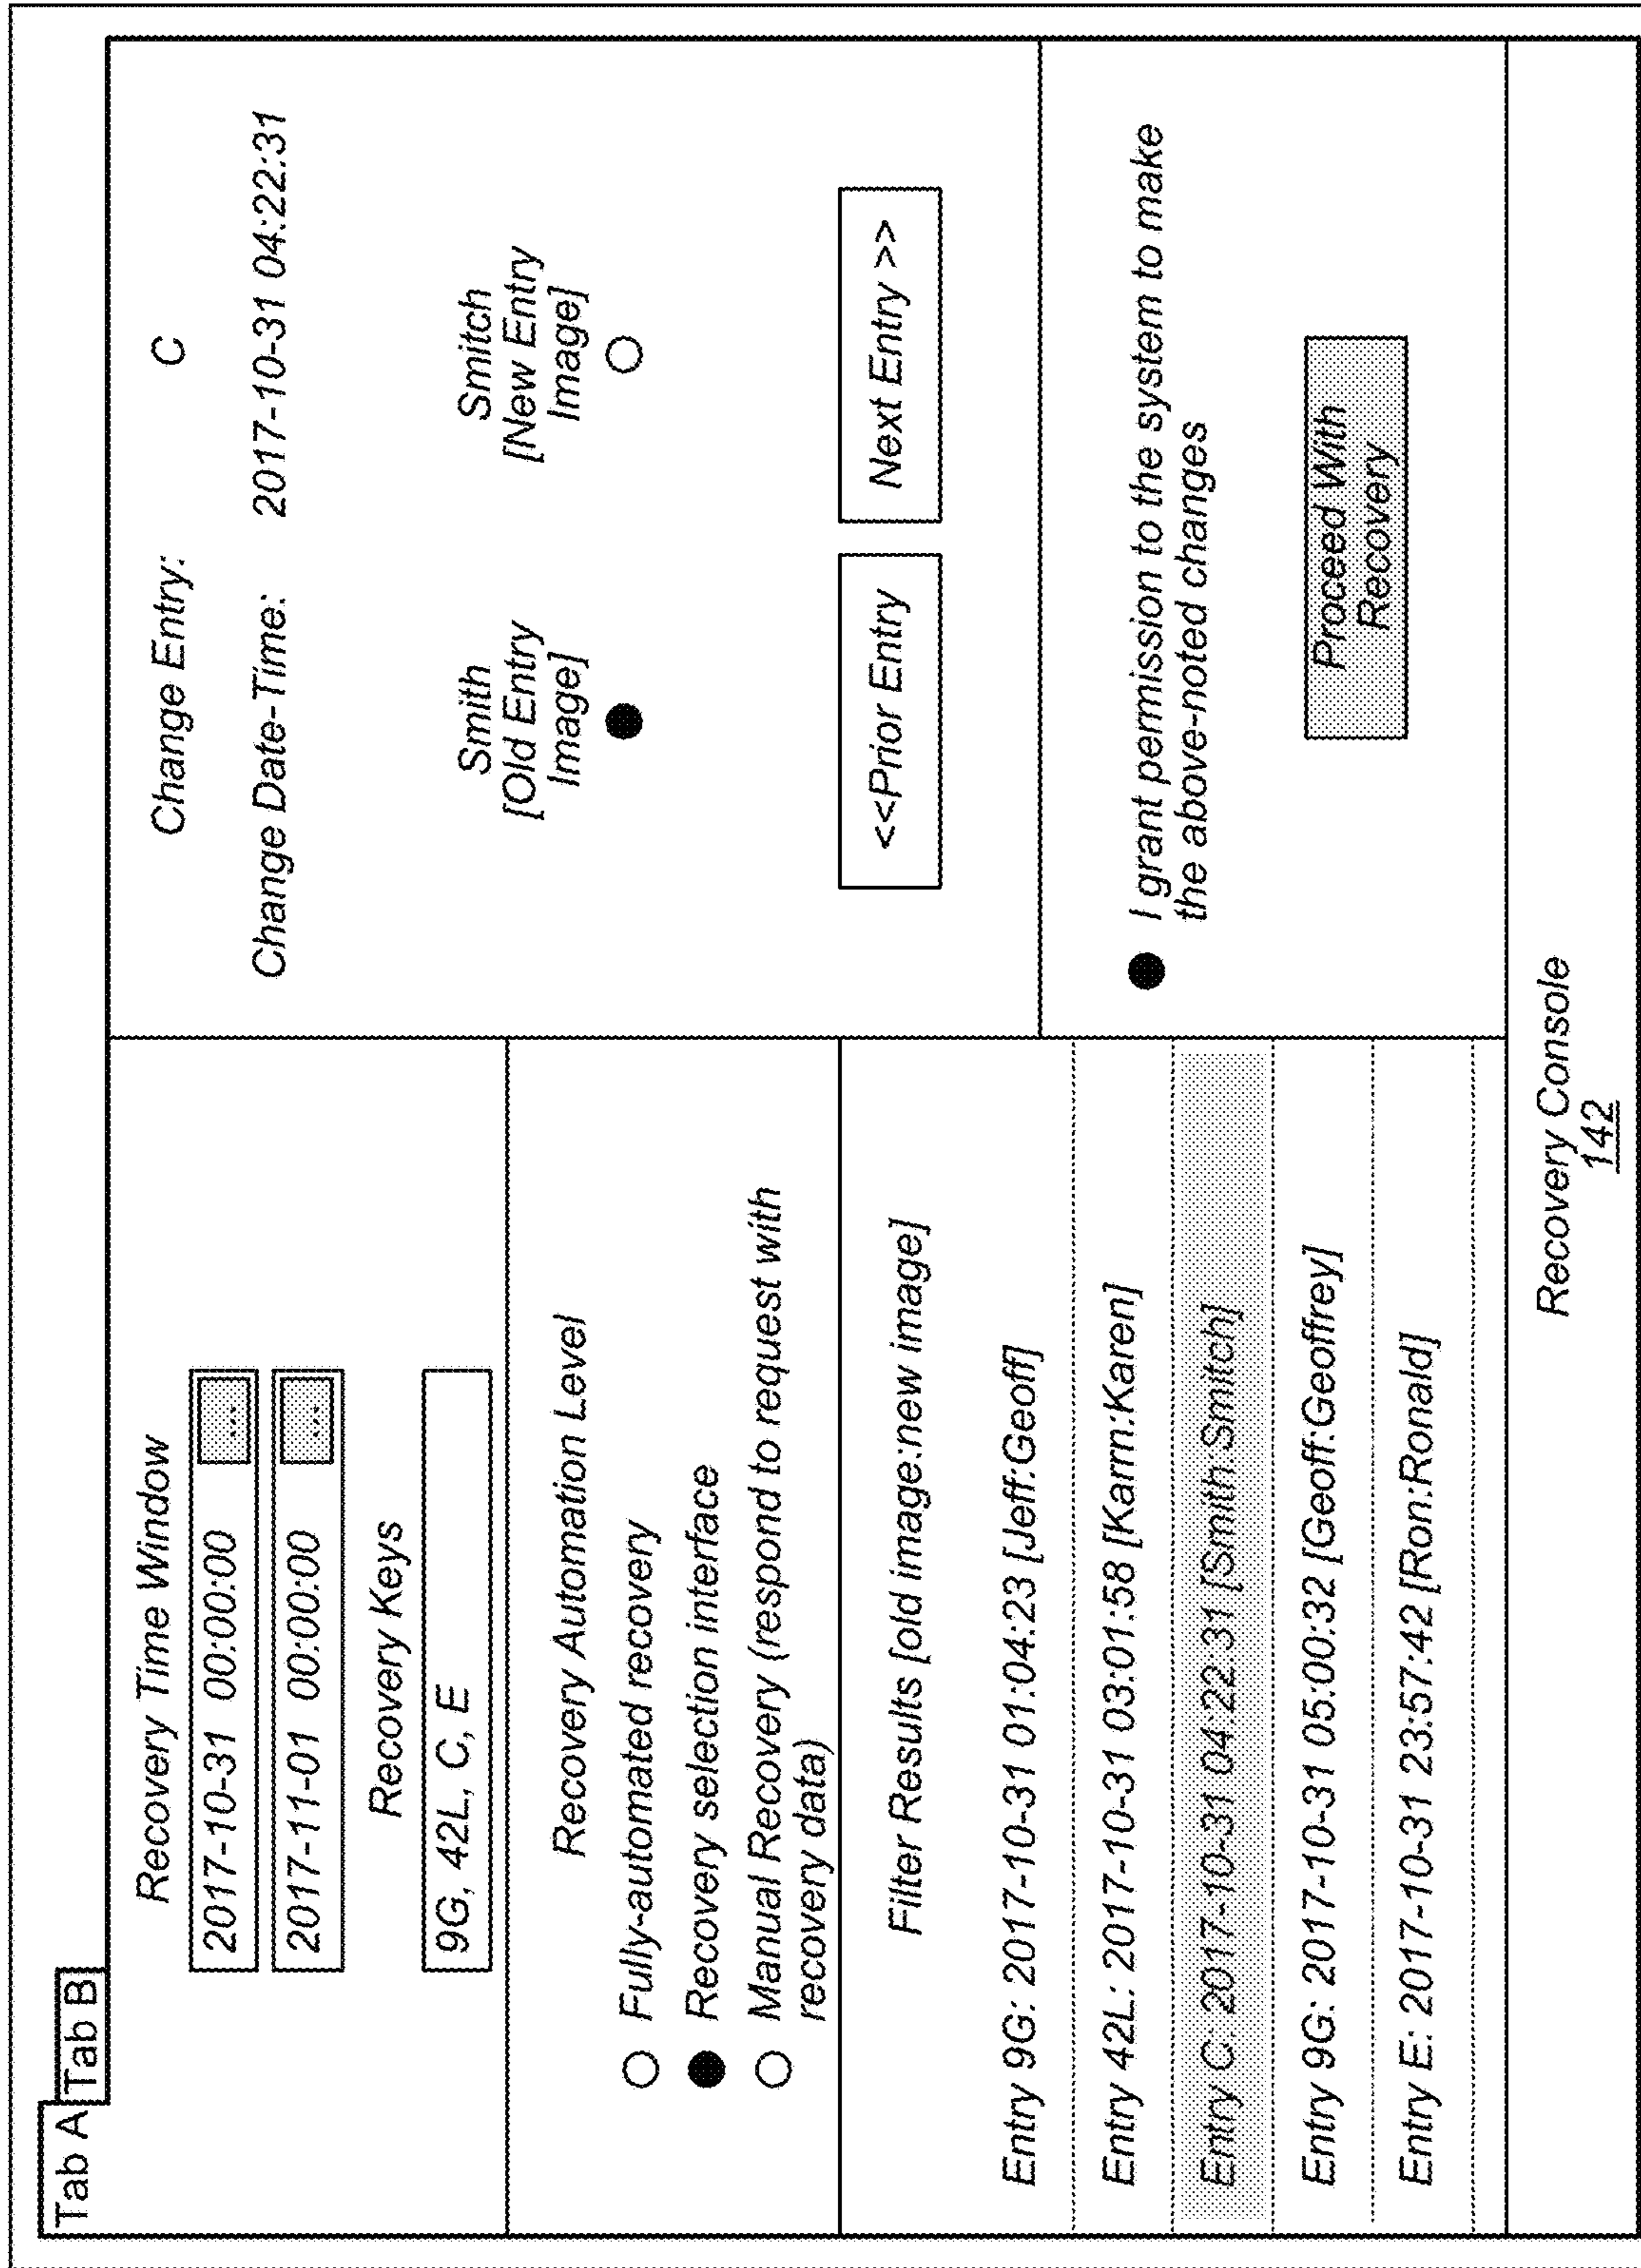 Tab A
Tab B
Recovery Time Window
2017-10-31 00:00:00 ...
2017-11-01 00:00:00 ...
Recovery Keys
9G, 42L, C, E
Recovery Automation Level
Fully-automated recovery
Recovery selection interface
Manual Recovery (respond to request with
recovery data)
Filter Results [old image:new image]
Entry 9G: 2017-10-31 01:04:23 [Jeff:Geoff]
Entry 42L: 2017-10-31 03:01:58 [Karrn:Karen]
Entry C: 2017-10-31 04:22:31 [Smith:Smitch]
Entry 9G: 2017-10-31 05:00:32 [Geoff:Geoffrey]
Entry E: 2017-10-31 23:57:42 [Ron:Ronald]
Change Entry: C
Change Date-Time: 2017-10-31 04:22:31
Smith
[Old Entry
Image]
Smitch
[New Entry
Image]
<<Prior Entry
Next Entry >>
I grant permission to the system to make
the above-noted changes
Proceed With
Recovery
Recovery Console
142